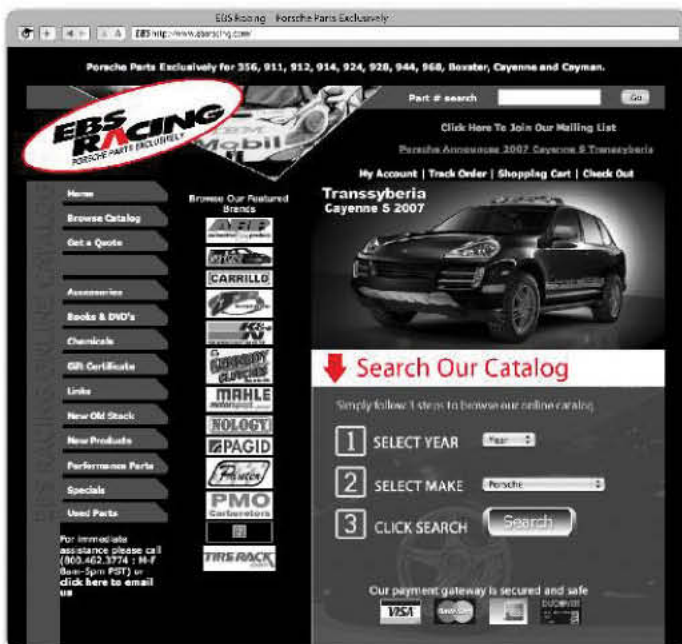 EBS Racing - Porsche Parts Exclusively
EBS http://www.ebsracing.com/
Porsche Parts Exclusively for 356, 911, 912, 914, 924, 928, 944, 968, Boxster, Cayenne and Cayman.
Part # search
Go
EBS
RACING
PORSCHE PARTS EXCLUSIVELY
Mobil
Click Here To Join Our Mailing List
Porsche Announces 2007 Cayenne S Transsyberia
My Account | Track Order | Shopping Cart | Check Out
Home
Browse Catalog
Get a Quote
Accessories
Books & DVD's
Chemicals
Gift Certificate
Links
New Old Stock
New Products
Performance Parts
Specials
Used Parts
For immediate
assistance please call
(800.462.3774 : M-F
8am-5pm PST) or
click here to email
us
Browse Our Featured
Brands
CARRILLO
K&N
KENNEDY
MAHLE
motorsport
NOLOGY
PAGID
PMO
Carburetors
TIRE RACK
Transsyberia
Cayenne S 2007
Search Our Catalog
Simply follow 3 steps to browse our online catalog
1 SELECT YEAR
Year
2 SELECT MAKE
Porsche
3 CLICK SEARCH
Search
Our payment gateway is secured and safe
VISA
MasterCard
DISCOVER